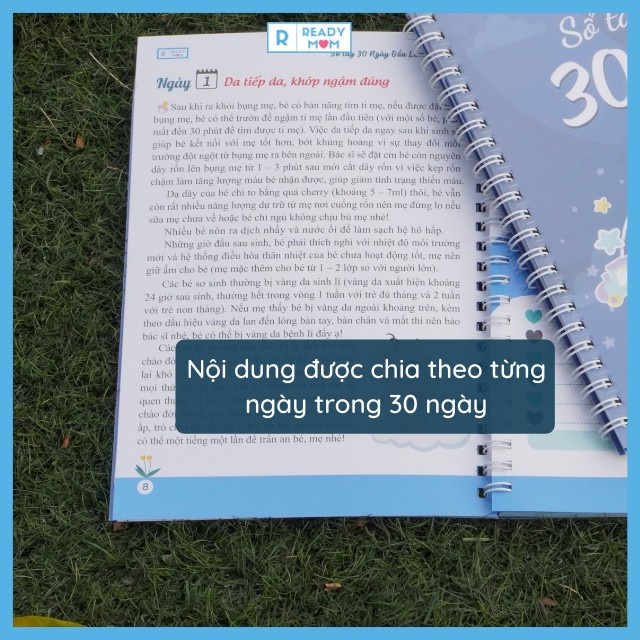 R READY MOM
READY MOM
Sổ tay 30 Ngày Đầu
Sổ
30
Ngày 1 Da tiếp da, khớp ngậm đúng
Sau khi ra khỏi bụng mẹ, bé có bản năng tìm ti mẹ, nếu được
bụng mẹ, bé có thể trườn để ngậm ti mẹ lần đầu tiên (với một số bé,
mất đến 30 phút để tìm được ti mẹ). Việc da tiếp da ngay sau khi sinh
giúp bé kết nối với mẹ tốt hơn, bớt khủng hoảng vì sự thay đổi môi
trường đột ngột từ bụng mẹ ra bên ngoài. Bác sĩ sẽ đặt em bé còn nguyên
dây rốn lên bụng mẹ từ 1 – 3 phút sau mới cắt dây rốn vì việc kẹp rốn
chậm làm tăng lượng máu bé nhận được, giúp giảm tình trạng thiếu máu.
Dạ dày của bé chỉ to bằng quả cherry (khoảng 5 – 7ml) thôi, bé vẫn
còn rất nhiều năng lượng dự trữ từ mẹ nơi cuống rốn nên mẹ đừng lo nếu
sữa mẹ chưa về hoặc bé chỉ ngủ không chịu bú mẹ nhé!
Nhiều bé nôn ra dịch nhầy và nước ối để làm sạch hệ hô hấp.
Những giờ đầu sau sinh, bé phải thích nghi với nhiệt độ môi trường
mới và hệ thống điều hòa thân nhiệt của bé chưa hoạt động tốt, mẹ nên
giữ ấm cho bé (mẹ mặc thêm cho bé từ 1 – 2 lớp so với người lớn).
Các bé sơ sinh thường bị vàng da sinh lí (vàng da xuất hiện khoảng
24 giờ sau sinh, thường hết trong vòng 1 tuần với trẻ đủ tháng và 2 tuần
với trẻ non tháng). Nếu mẹ thấy bé bị vàng da ngoài khoảng trên, kèm
theo dấu hiệu vàng da lan đến lòng bàn tay, bàn chân và mắt thì nên báo
bác sĩ nhé, bé có thể bị vàng da bệnh lí đấy ạ!
Các
chào đời
lại khó
mọi thứ
quen thu
chào đời
ấp, trò
có thể một tiếng một lần để trấn an bé, mẹ nhé!
Nội dung được chia theo từng
ngày trong 30 ngày
8